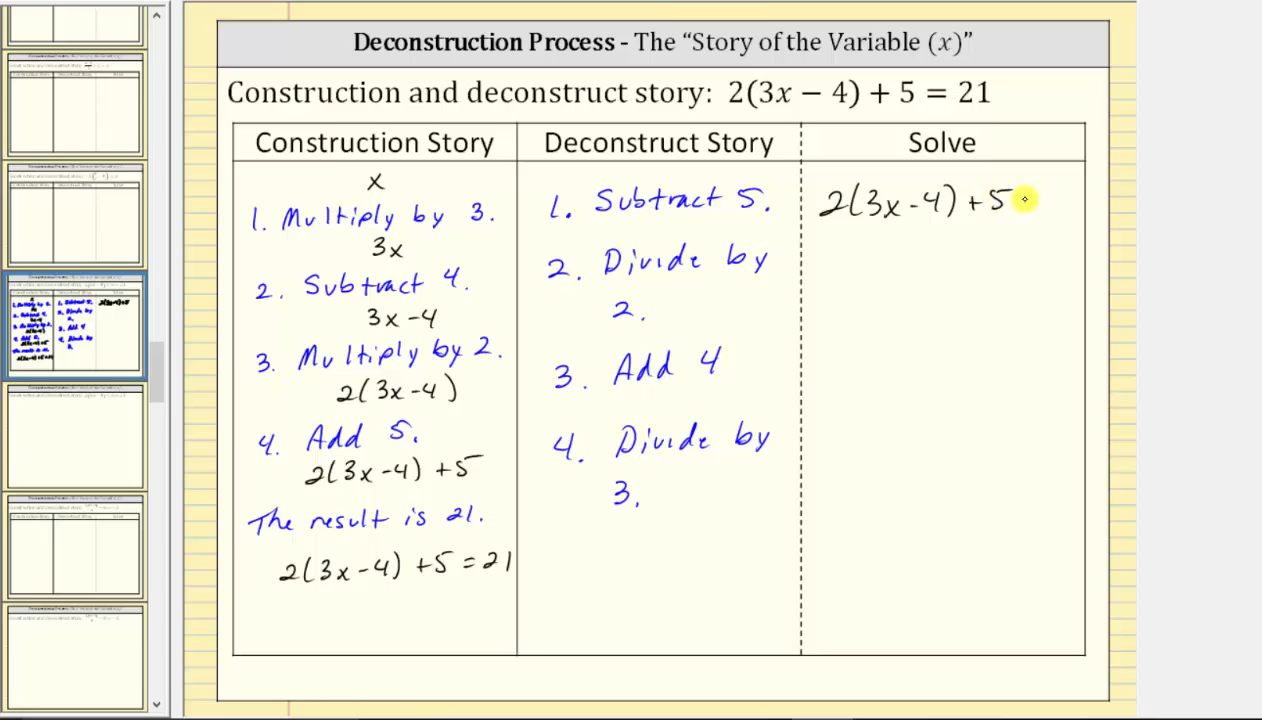 Deconstruction Process - The “Story of the Variable (x)”
Construction and deconstruct story: 2(3x − 4) + 5 = 21
Construction Story
x
1. Multiply by 3.
3x
2. Subtract 4.
3x - 4
3. Multiply by 2.
2(3x - 4)
4. Add 5.
2(3x - 4) + 5
The result is 21.
2(3x - 4) + 5 = 21
Deconstruct Story
1. Subtract 5.
2. Divide by
2.
3. Add 4
4. Divide by
3.
Solve
2(3x - 4) + 5